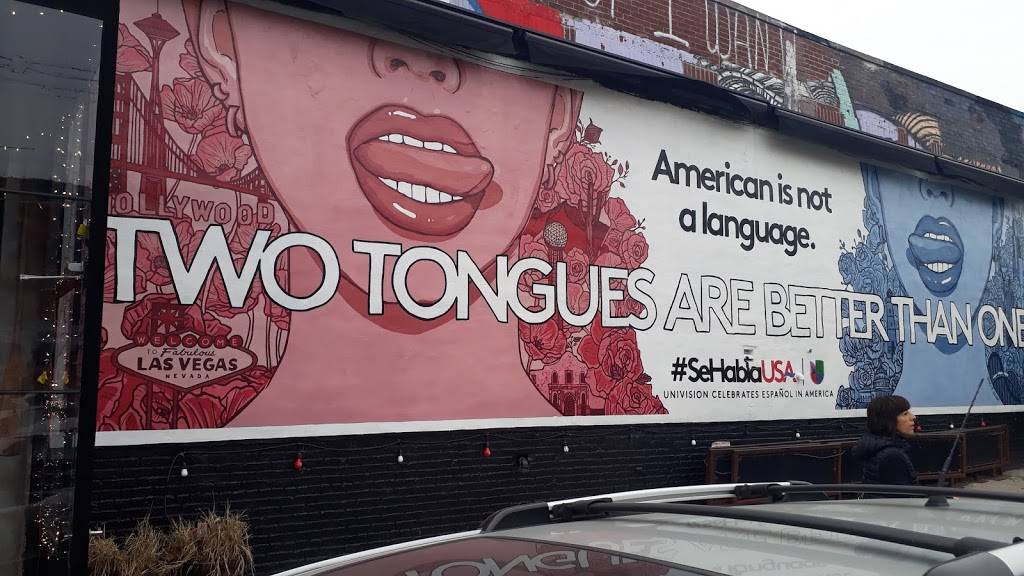 I WANT
American is not
a language.
HOLLYWOOD
TWO TONGUES ARE BETTER THAN ONE
WELCOME
TO Fabulous
LAS VEGAS
NEVADA
#SeHablaUSA
UNIVISION CELEBRATES ESPAÑOL IN AMERICA